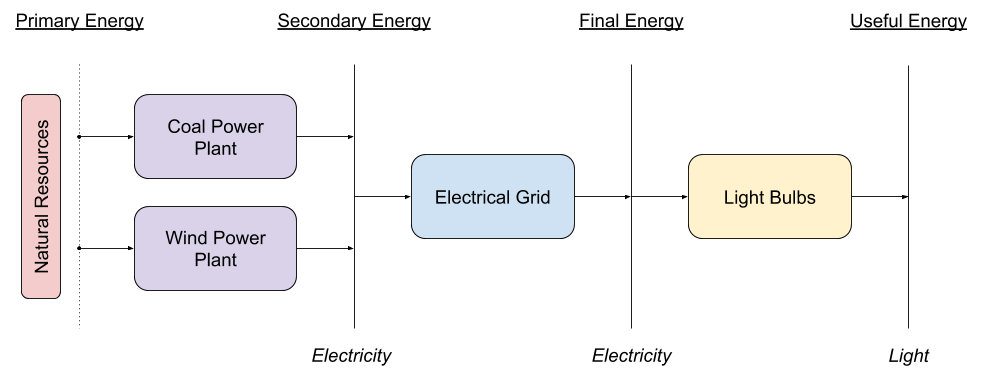 Primary Energy
Secondary Energy
Final Energy
Useful Energy
Natural Resources
Coal Power
Plant
Wind Power
Plant
Electrical Grid
Light Bulbs
Electricity
Electricity
Light